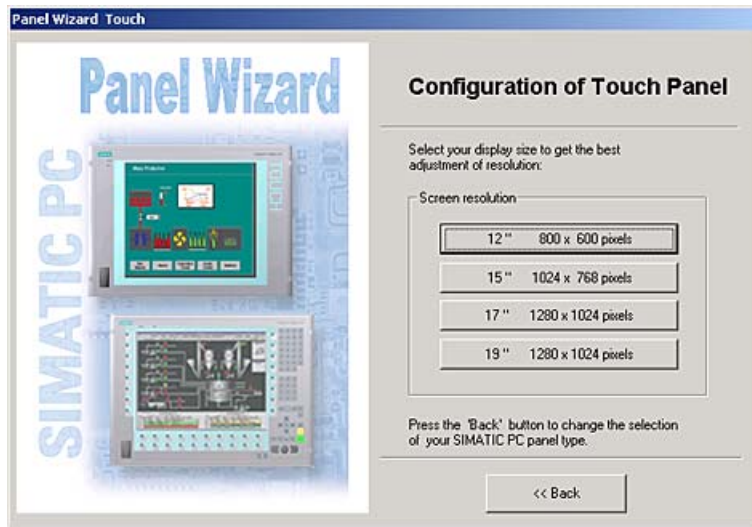 Panel Wizard Touch
Panel Wizard
SIMATIC PC
Configuration of Touch Panel
Select your display size to get the best
adjustment of resolution:
Screen resolution
12 " 800 x 600 pixels
15 " 1024 x 768 pixels
17 " 1280 x 1024 pixels
19 " 1280 x 1024 pixels
Press the 'Back' button to change the selection
of your SIMATIC PC panel type.
<< Back